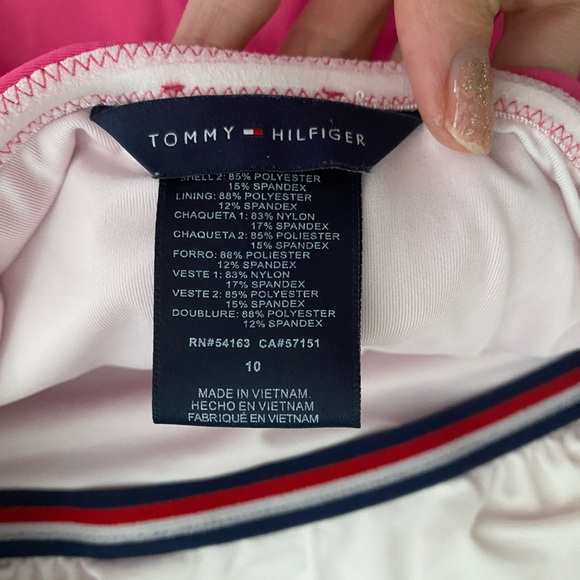 TOMMY HILFIGER
SHELL 2: 85% POLYESTER
15% SPANDEX
LINING: 88% POLYESTER
12% SPANDEX
CHAQUETA 1: 83% NYLON
17% SPANDEX
CHAQUETA 2: 85% POLIESTER
15% SPANDEX
FORRO: 88% POLIESTER
12% SPANDEX
VESTE 1: 83% NYLON
17% SPANDEX
VESTE 2: 85% POLYESTER
15% SPANDEX
DOUBLURE: 88% POLYESTER
12% SPANDEX
RN#54163 CA#57151
10
MADE IN VIETNAM.
HECHO EN VIETNAM
FABRIQUÉ EN VIETNAM